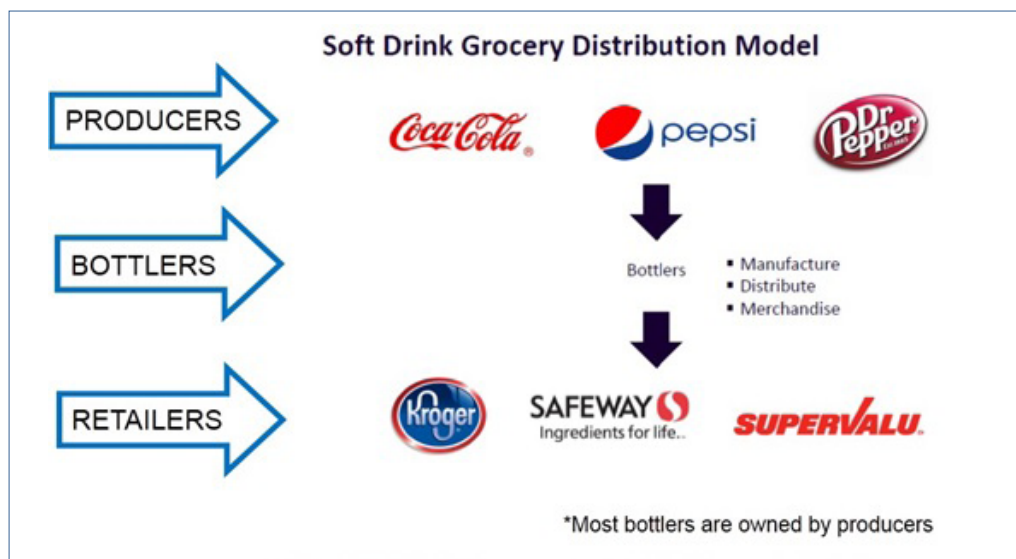 Soft Drink Grocery Distribution Model
PRODUCERS
Coca-Cola®
pepsi
Dr
Pepper
BOTTLERS
Bottlers
▪ Manufacture
▪ Distribute
▪ Merchandise
RETAILERS
Kroger
SAFEWAY
Ingredients for life..
SUPERVALU
*Most bottlers are owned by producers